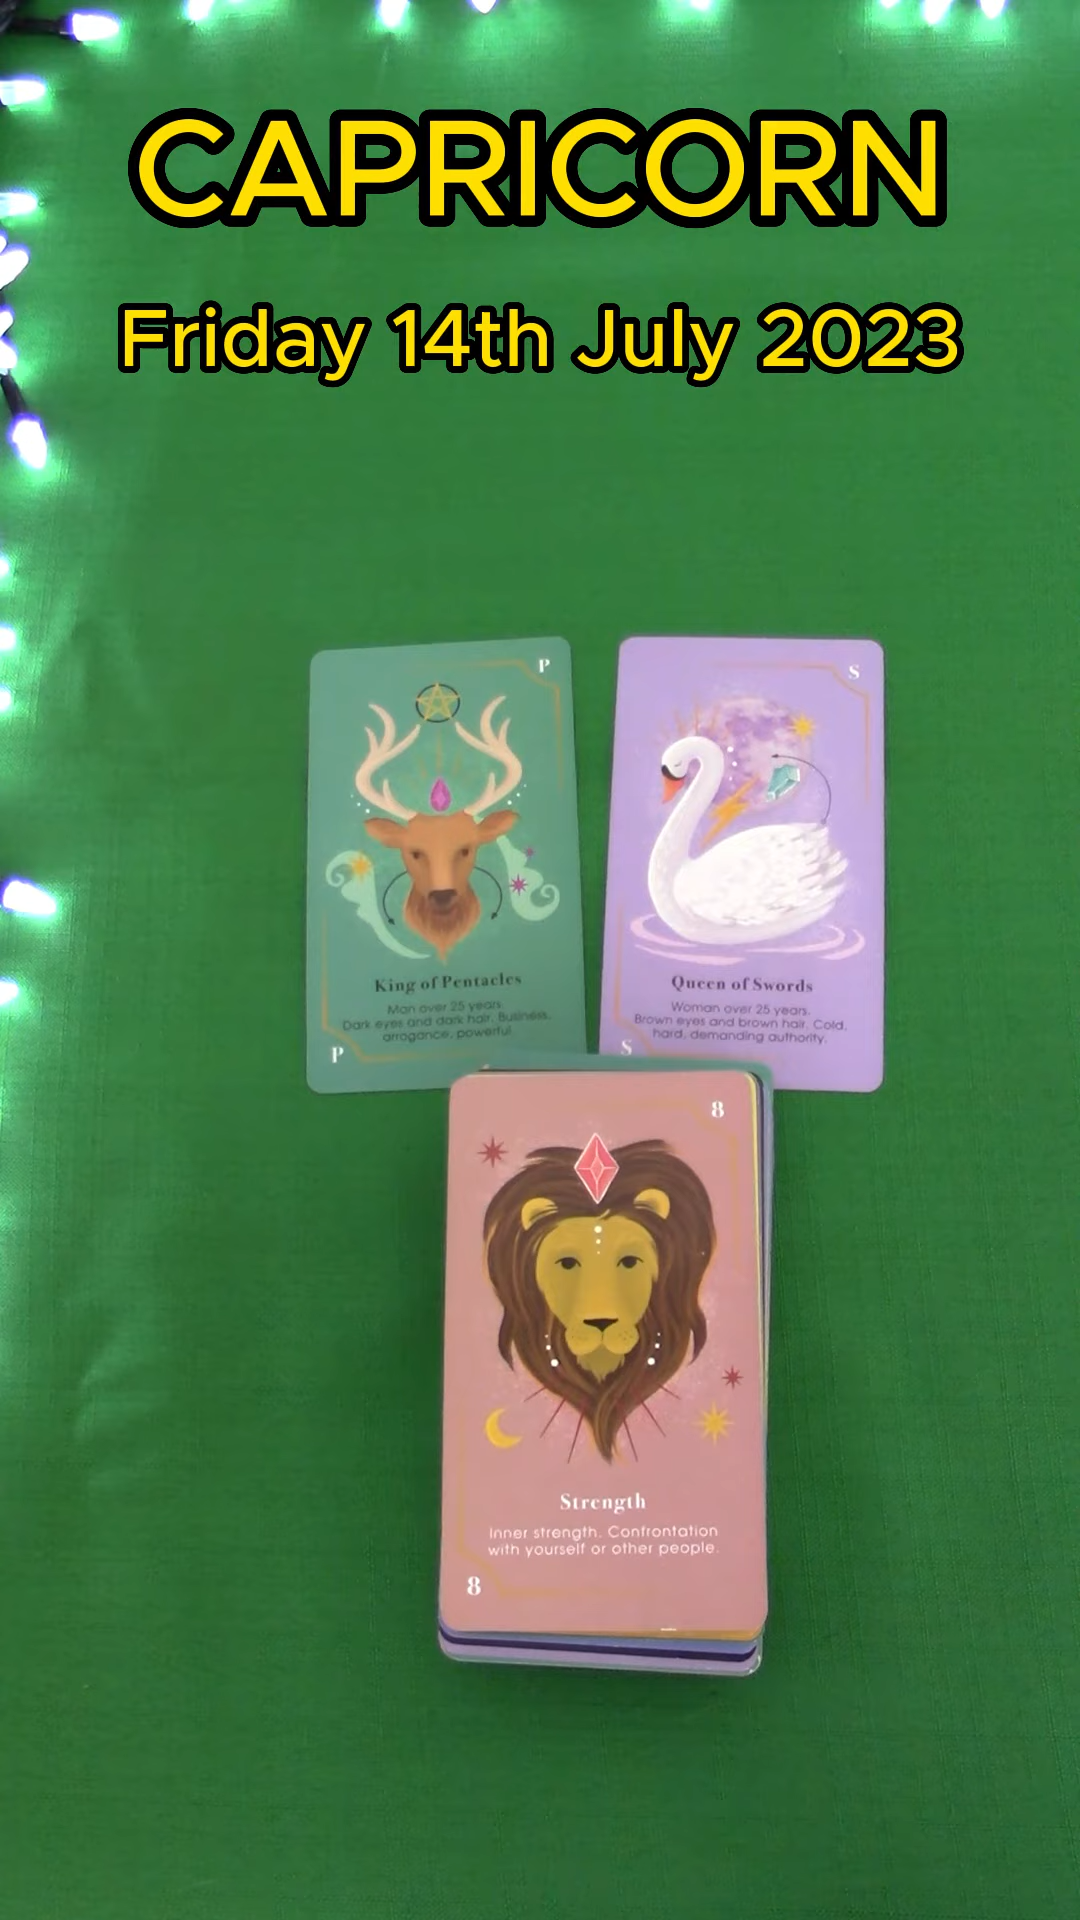 CAPRICORN
Friday 14th July 2023
P
King of Pentacles
Man over 25 years.
Dark eyes and dark hair. Business,
arrogance, powerful.
P
S
Queen of Swords
Woman over 25 years.
Brown eyes and brown hair. Cold,
hard, demanding authority.
S
8
Strength
Inner strength. Confrontation
with yourself or other people.
8